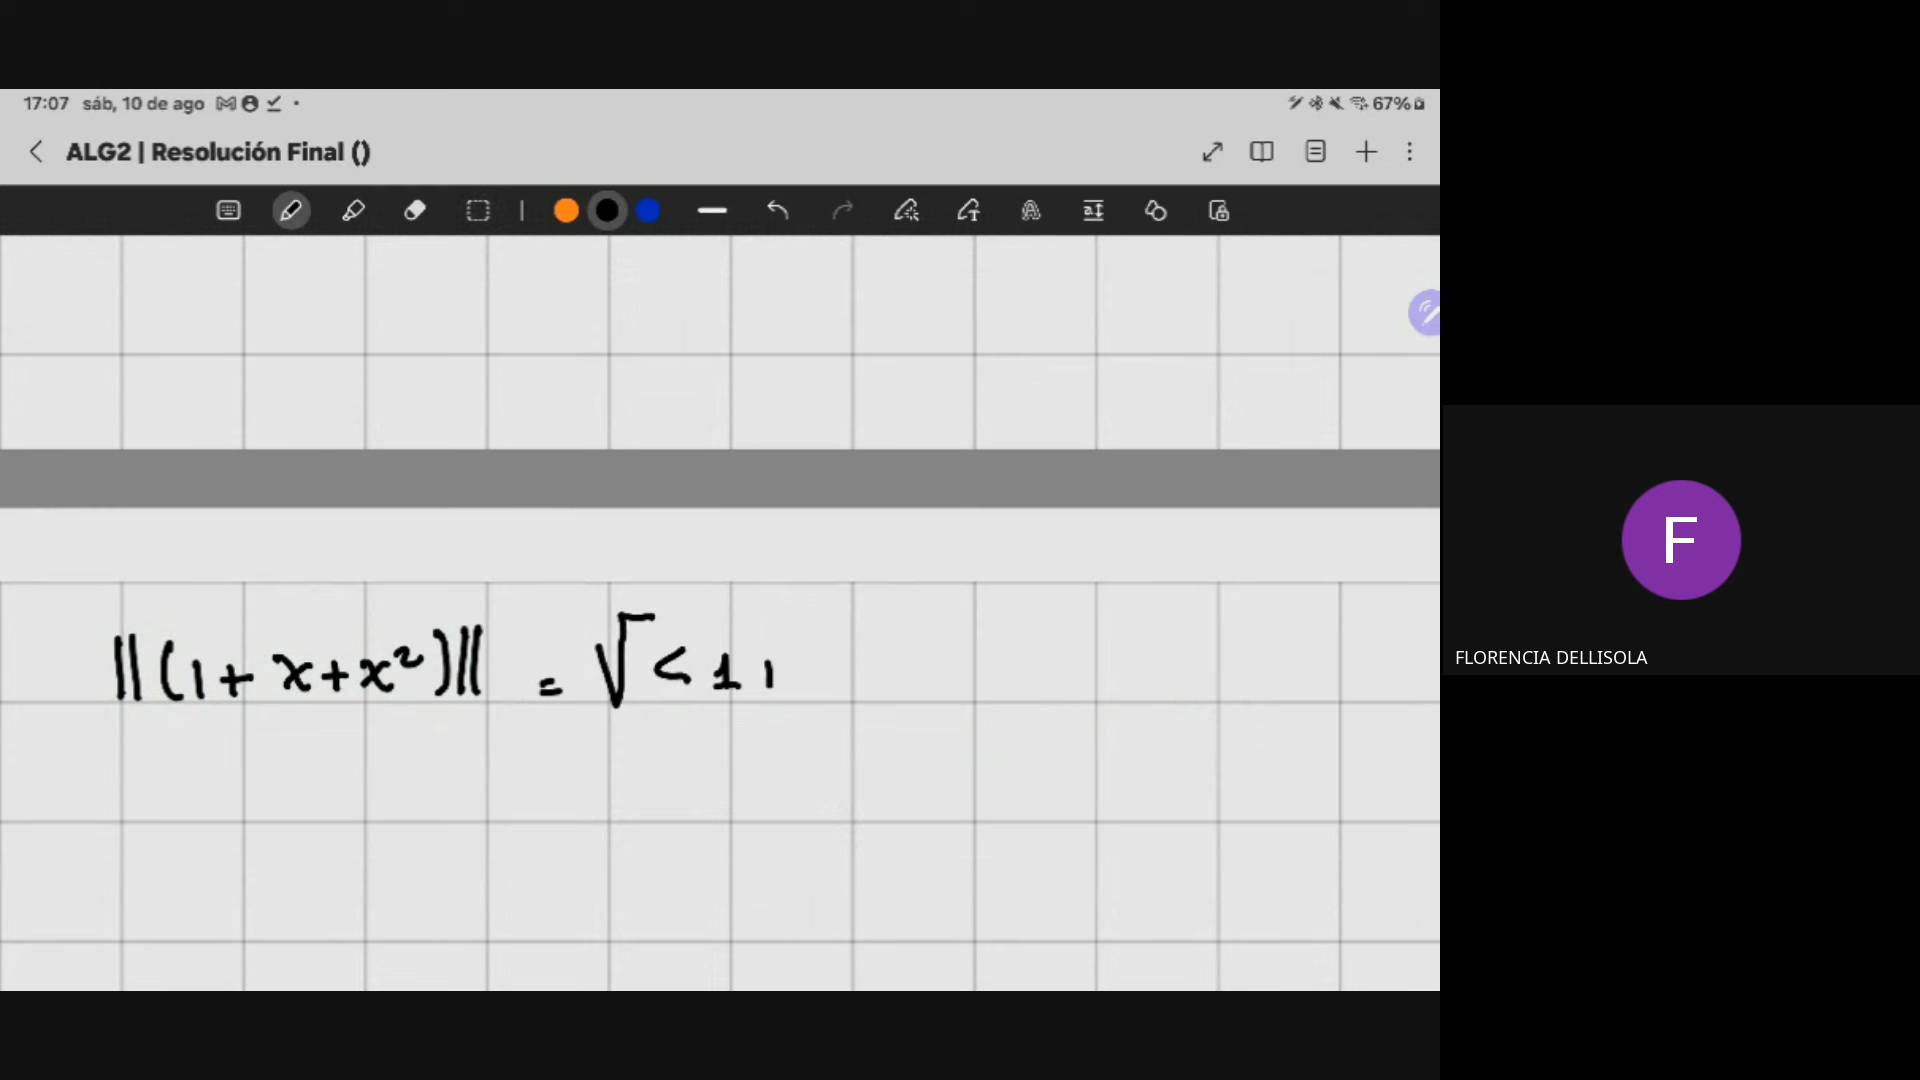 17:07 sáb, 10 de ago
67%
ALG2 | Resolución Final ()
||(1+x+x²)|| = √< 1 1
F
FLORENCIA DELLISOLA